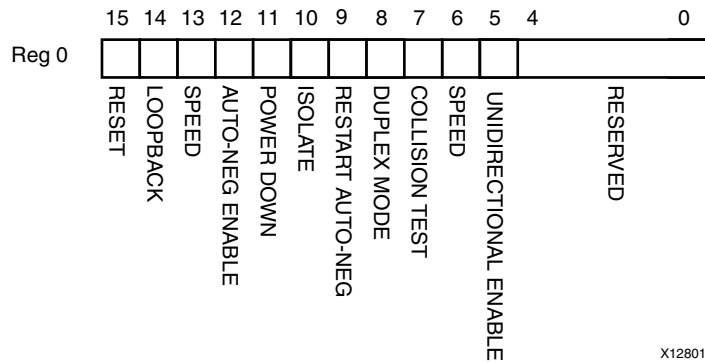 15 14 13 12 11 10 9 8 7 6 5 4 0
Reg 0
RESET
LOOPBACK
SPEED
AUTO-NEG ENABLE
POWER DOWN
ISOLATE
RESTART AUTO-NEG
DUPLEX MODE
COLLISION TEST
SPEED
UNIDIRECTIONAL ENABLE
RESERVED
X12801